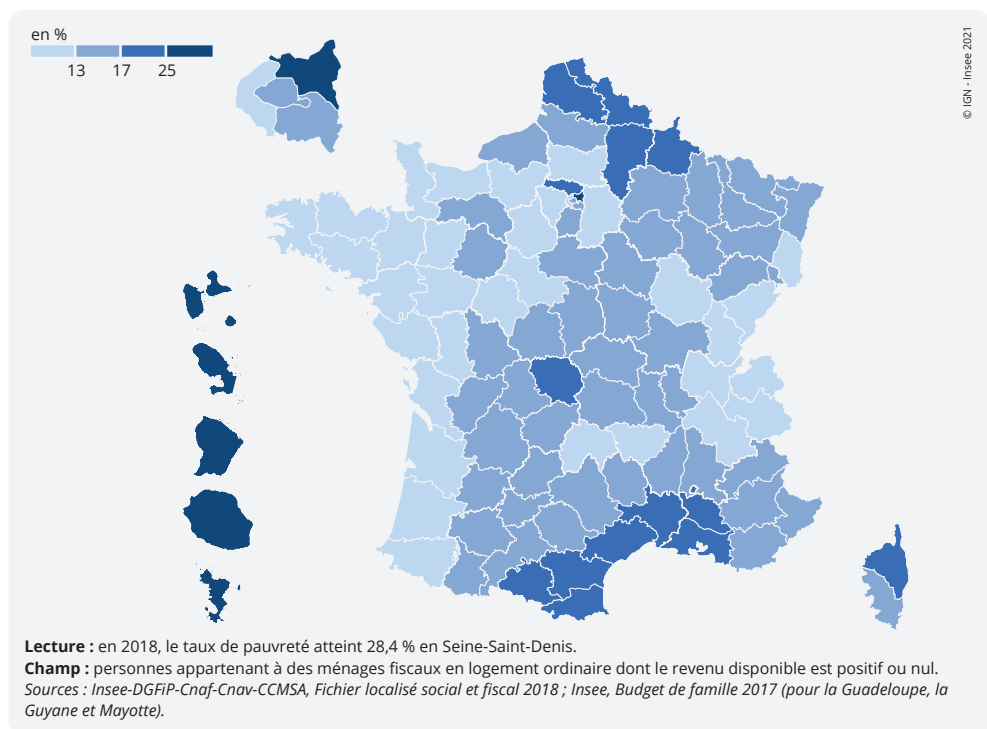 en %
13 17 25
© IGN - Insee 2021
Lecture : en 2018, le taux de pauvreté atteint 28,4 % en Seine-Saint-Denis.
Champ : personnes appartenant à des ménages fiscaux en logement ordinaire dont le revenu disponible est positif ou nul.
Sources : Insee-DGFiP-Cnaf-Cnav-CCMSA, Fichier localisé social et fiscal 2018 ; Insee, Budget de famille 2017 (pour la Guadeloupe, la
Guyane et Mayotte).